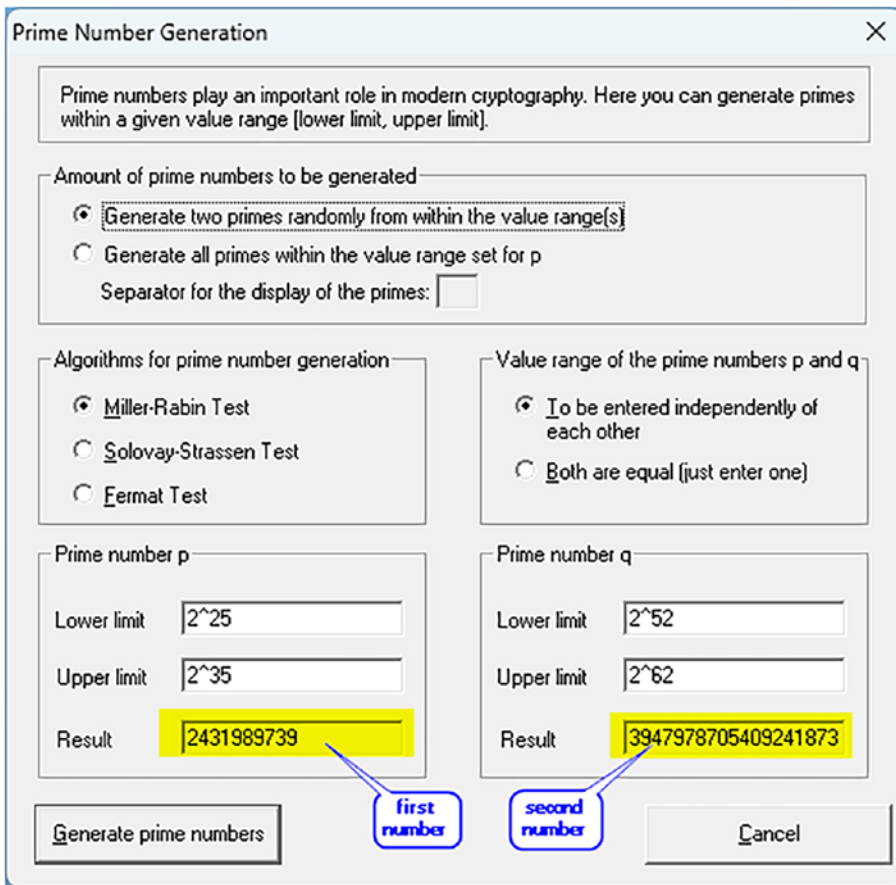 Prime Number Generation
Prime numbers play an important role in modern cryptography. Here you can generate primes
within a given value range [lower limit, upper limit].
Amount of prime numbers to be generated
Generate two primes randomly from within the value range(s)
Generate all primes within the value range set for p
Separator for the display of the primes:
Algorithms for prime number generation
Miller-Rabin Test
Solovay-Strassen Test
Fermat Test
Value range of the prime numbers p and q
To be entered independently of
each other
Both are equal (just enter one)
Prime number p
Lower limit 2^25
Upper limit 2^35
Result 2431989739
Prime number q
Lower limit 2^52
Upper limit 2^62
Result 3947978705409241873
first
number
second
number
Generate prime numbers
Cancel